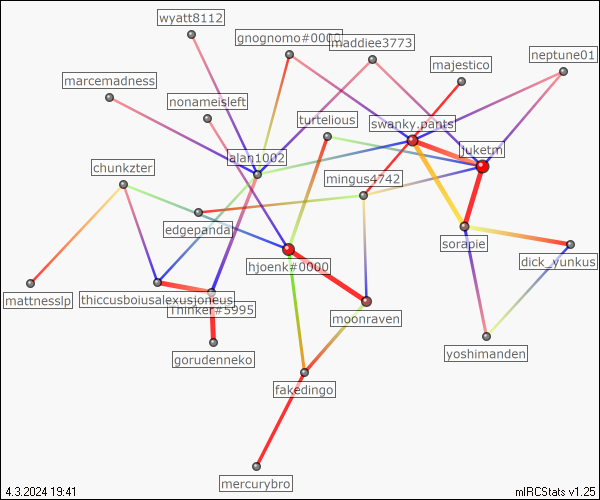 wyatt8112
gnognomo#0000
maddiee3773
neptune01
majestico
marcemadness
nonameisleft
turtelious
swanky.pants
juketm
alan1002
chunkzter
mingus4742
edgepandaj
sorapie
dick_yunkus
hjoenk#0000
mattnesslp
thiccusboiusalexusjoneus
Thinker#5995
moonraven
gorudenneko
yoshimanden
fakedingo
mercurybro
4.3.2024 19:41
mIRCStats v1.25